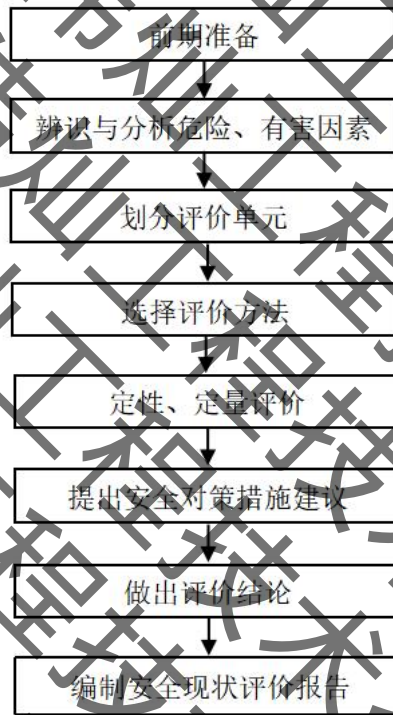 前期准备
辨识与分析危险、有害因素
划分评价单元
选择评价方法
定性、定量评价
提出安全对策措施建议
做出评价结论
编制安全现状评价报告